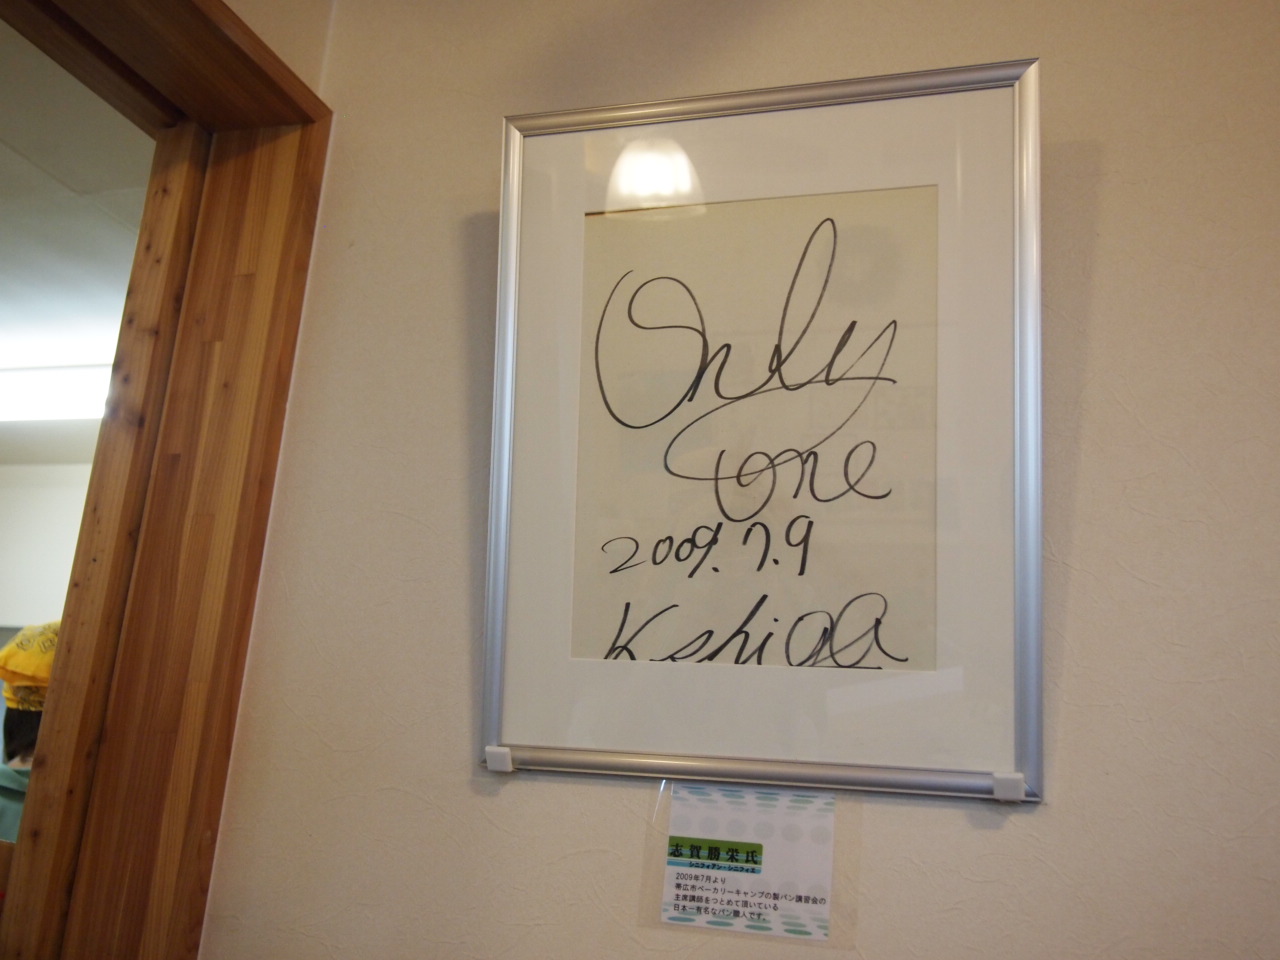 Only
One
2009.7.9
K.shiga
志賀勝栄氏
シニフィアン・シニフィエ
2009年7月より
帯広市ベーカリーキャンプの製パン講習会の
主席講師をつとめて頂いている
日本一有名なパン職人です。